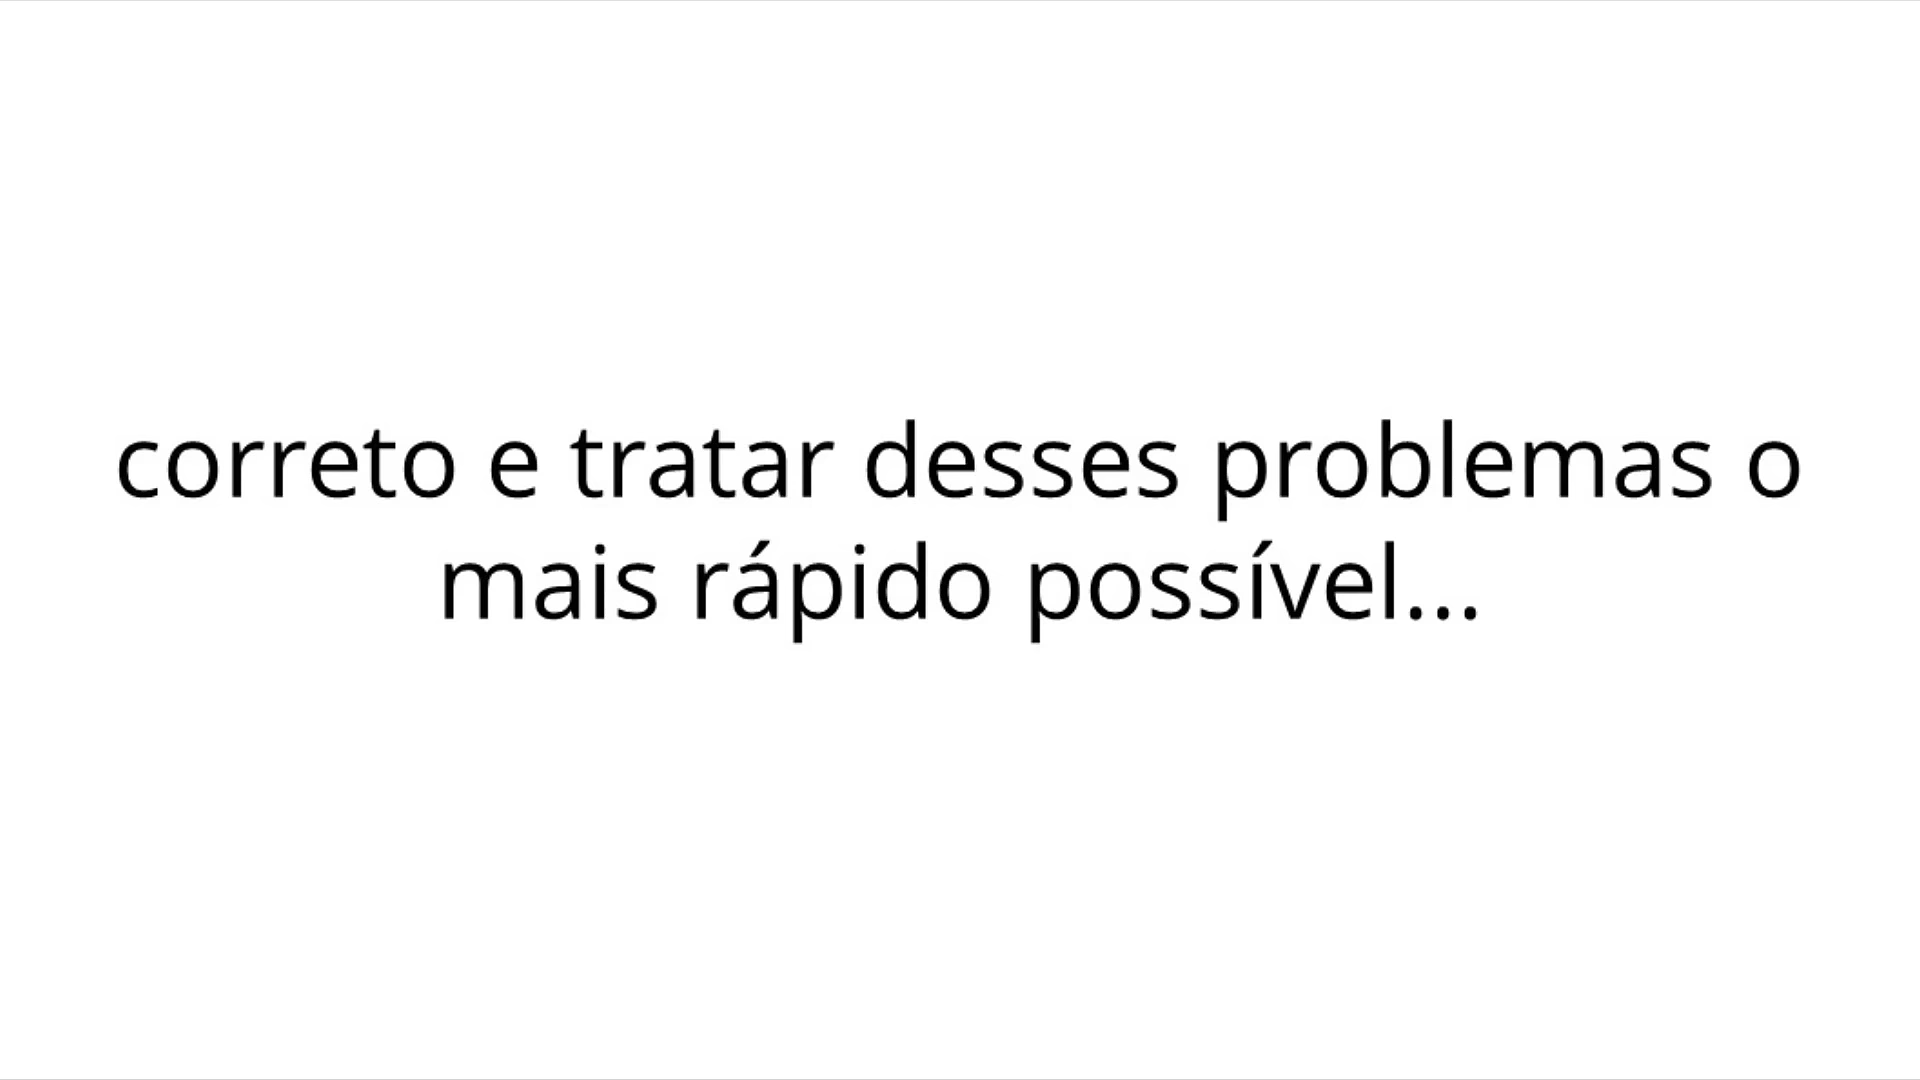 correto e tratar desses problemas o
mais rápido possível...